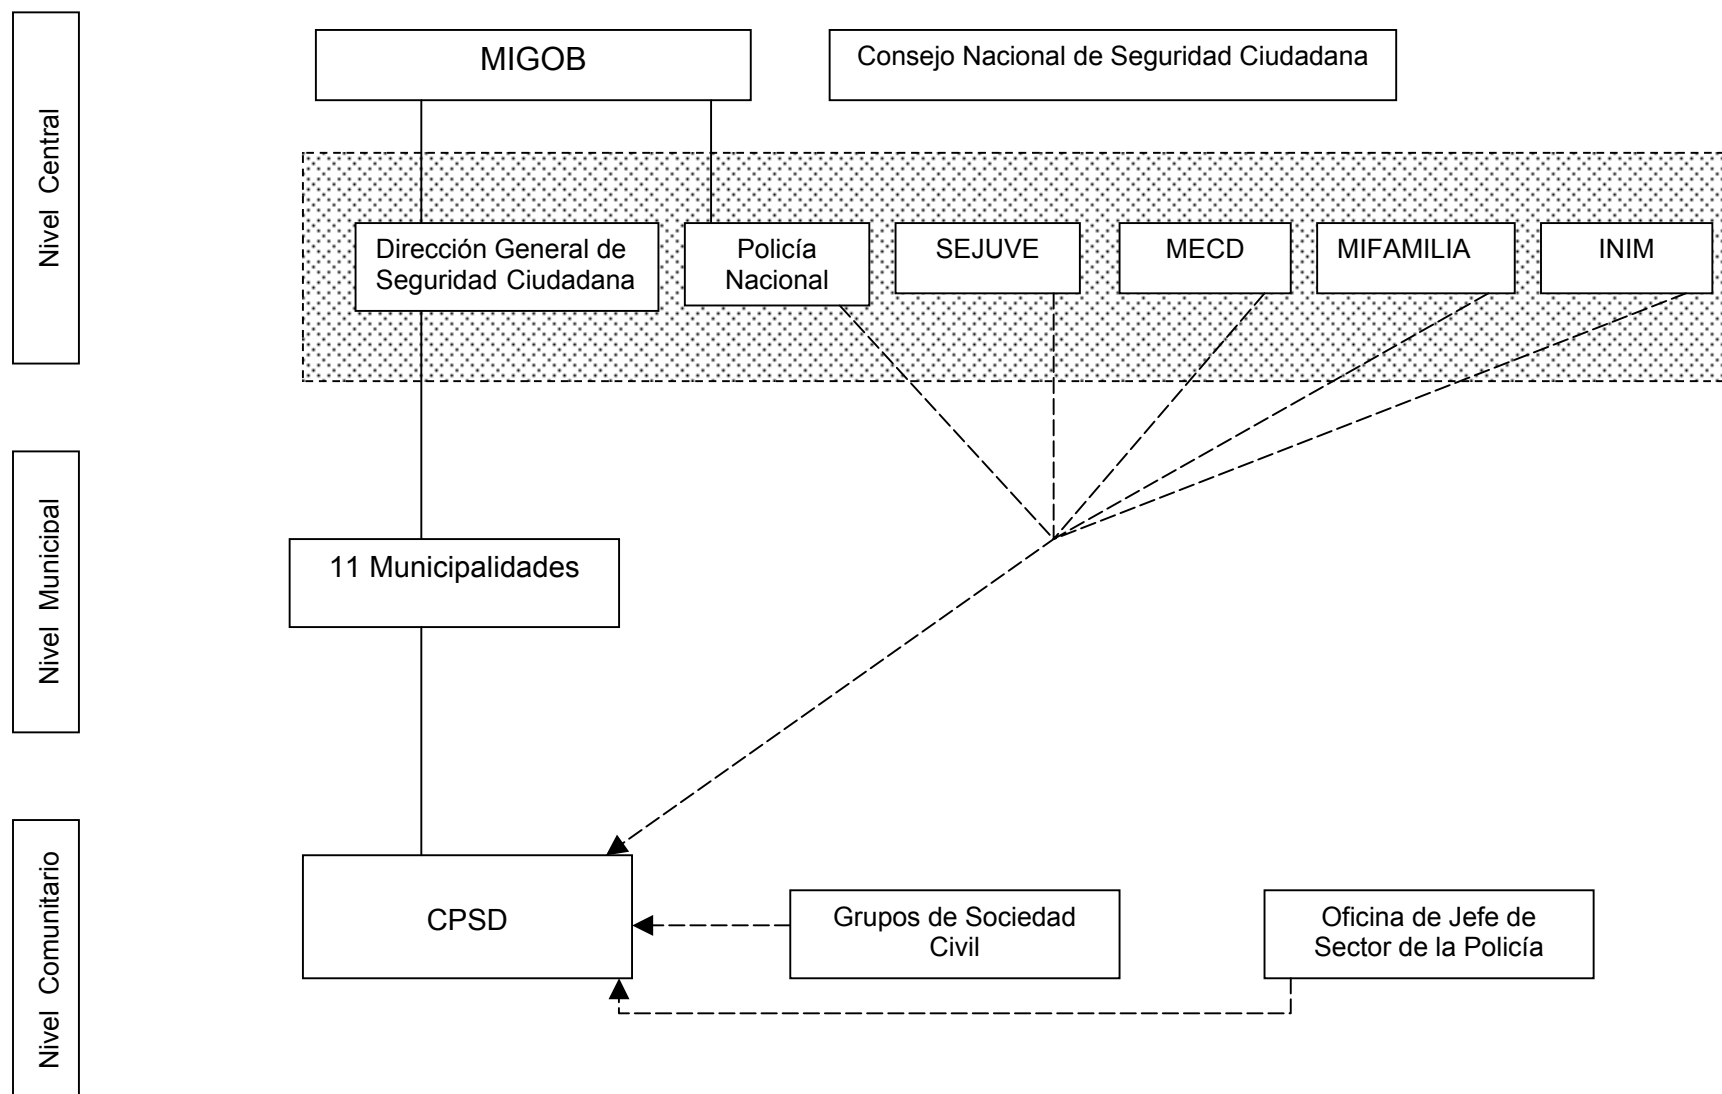 Nivel Central
MIGOB
Consejo Nacional de Seguridad Ciudadana
Dirección General de
Seguridad Ciudadana
Policía
Nacional
SEJUVE
MECD
MIFAMILIA
INIM
Nivel Municipal
11 Municipalidades
Nivel Comunitario
CPSD
Grupos de Sociedad
Civil
Oficina de Jefe de
Sector de la Policía